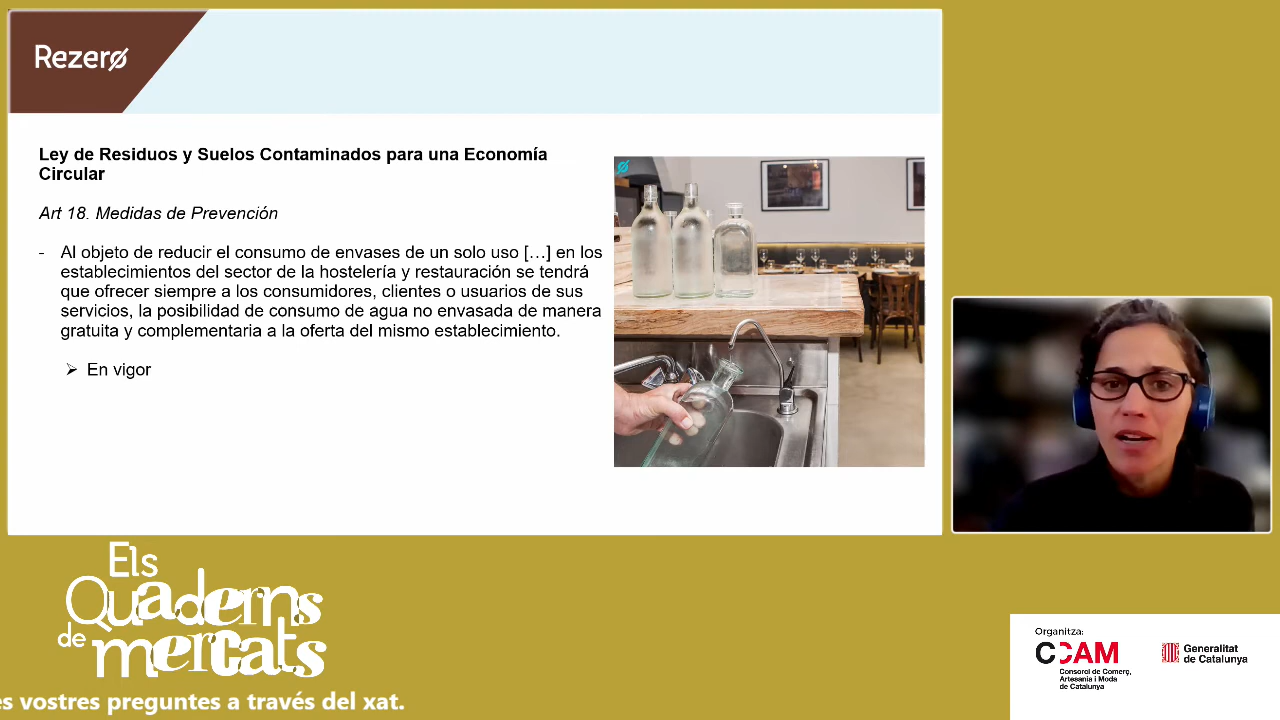 Rezero
Ley de Residuos y Suelos Contaminados para una Economía
Circular
Art 18. Medidas de Prevención
- Al objeto de reducir el consumo de envases de un solo uso […] en los
establecimientos del sector de la hostelería y restauración se tendrá
que ofrecer siempre a los consumidores, clientes o usuarios de sus
servicios, la posibilidad de consumo de agua no envasada de manera
gratuita y complementaria a la oferta del mismo establecimiento.
➢ En vigor
Els
Quaderns
de mercats
es vostres preguntes a través del xat.
Organitza:
CCAM
Consorci de Comerç,
Artesania i Moda
de Catalunya
Generalitat
de Catalunya